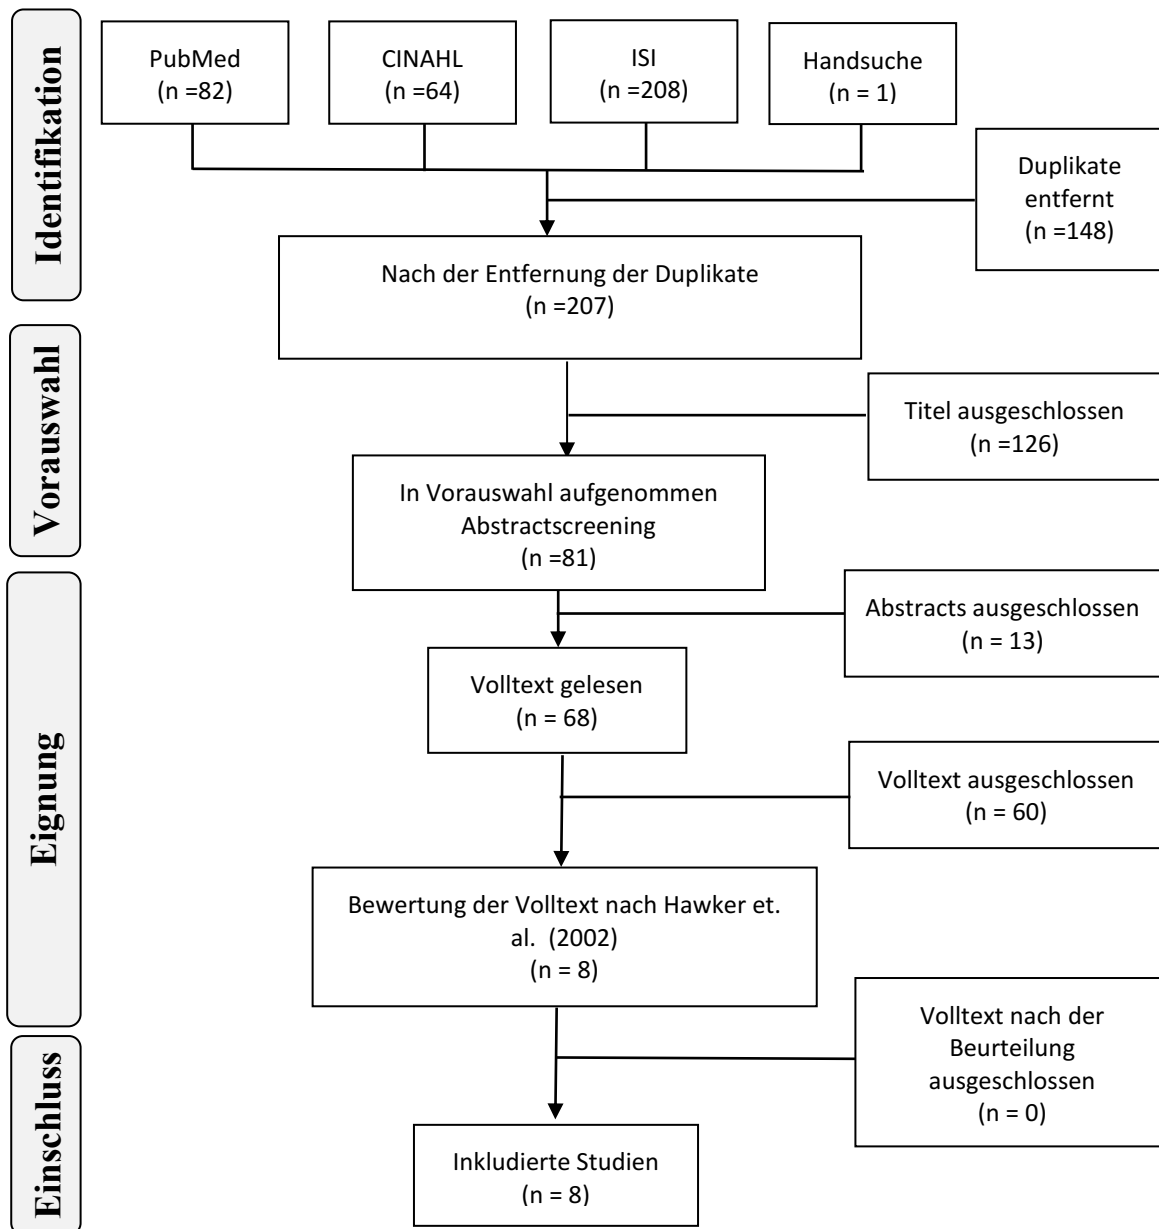 Identifikation
PubMed
(n =82)
CINAHL
(n =64)
ISI
(n =208)
Handsuche
(n = 1)
Duplikate
entfernt
(n =148)
Nach der Entfernung der Duplikate
(n =207)
Vorauswahl
Titel ausgeschlossen
(n =126)
In Vorauswahl aufgenommen
Abstractscreening
(n =81)
Eignung
Abstracts ausgeschlossen
(n = 13)
Volltext gelesen
(n = 68)
Volltext ausgeschlossen
(n = 60)
Bewertung der Volltext nach Hawker et.
al.  (2002)
(n = 8)
Einschluss
Volltext nach der
Beurteilung
ausgeschlossen
(n = 0)
Inkludierte Studien
(n = 8)